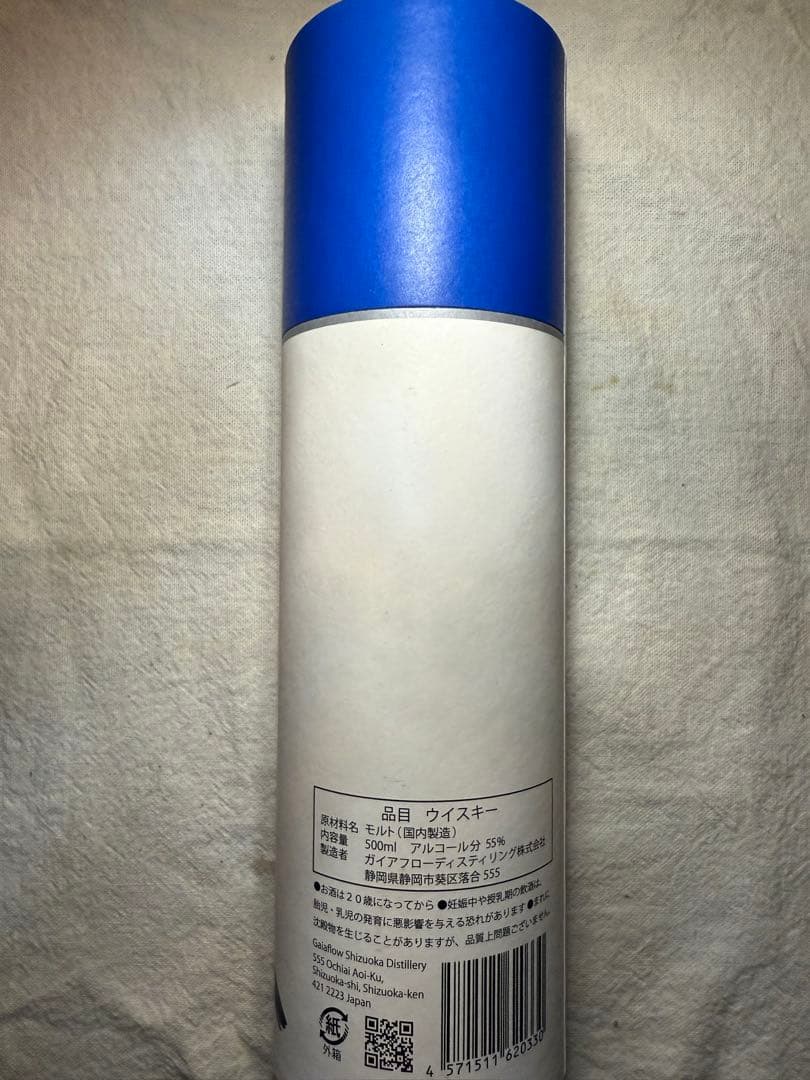 品目 ウイスキー
原材料名 モルト（国内製造）
内容量 500ml アルコール分 55%
製造者 ガイアフローディスティリング株式会社
静岡県静岡市葵区落合 555
●お酒は２０歳になってから ●妊娠中や授乳期の飲酒は、
胎児・乳児の発育に悪影響を与える恐れがあります ●まれに
沈殿物を生じることがありますが、品質上問題ございません。
Gaiaflow Shizuoka Distillery
555 Ochiai Aoi-Ku,
Shizuoka-shi, Shizuoka-ken
421 2223 Japan
紙
外箱
4 571511 620330